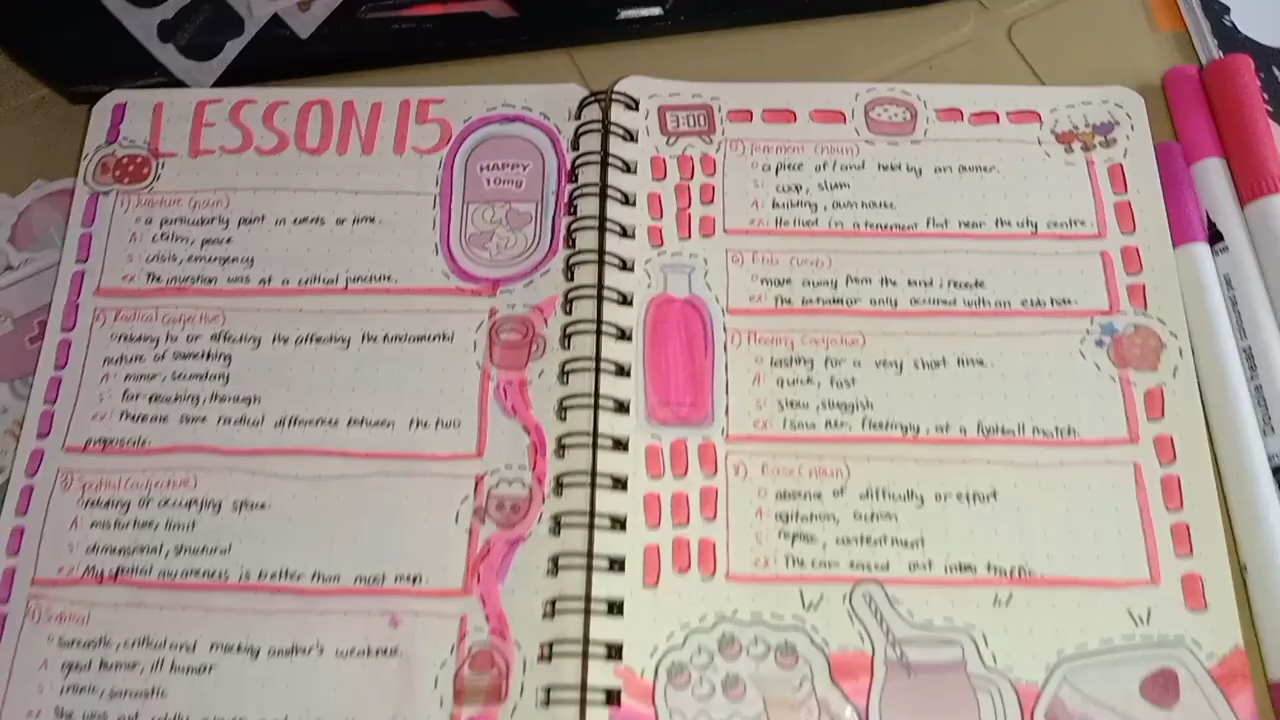 LESSON 15
HAPPY
10mg
1) Juncture (noun)
o a particularly point in events or time.
A: calm, peace
S: crisis, emergency
ex: The investion was at a critical juncture.
2) Radical (adjective)
o relating to or affecting the affecting the fundamental
nature of something
A: minor, secondary
S: far-reaching, thorough
ex: There are some radical differences between the two
proposals.
3) Spatial (adjective)
o relating or occupying space.
A: limit
S: dimensional, structural
ex: My spatial awareness is better than most men.
4)
o sarcastic, critical and mocking another's weakness.
A: good humor, ill humor
S: ironic, sarcastic
She was
3:00
5) Tenement (noun)
o a piece of land held by an owner.
S: coop, slum
A: building, own house
ex: He lived in a tenement flat near the city centre.
6) Ebb (verb)
o move away from the land; recede
ex: The behavior only occured with an ebb tide.
7) Fleeting (adjective)
o lasting for a very short time.
A: quick, fast
S: slow, sluggish
ex: I saw her, fleetingly, at a football match.
8) Ease (noun)
o absence of difficulty or effort
A: agitation, action
S: repose, contentment
ex: The cars eased out into traffic.